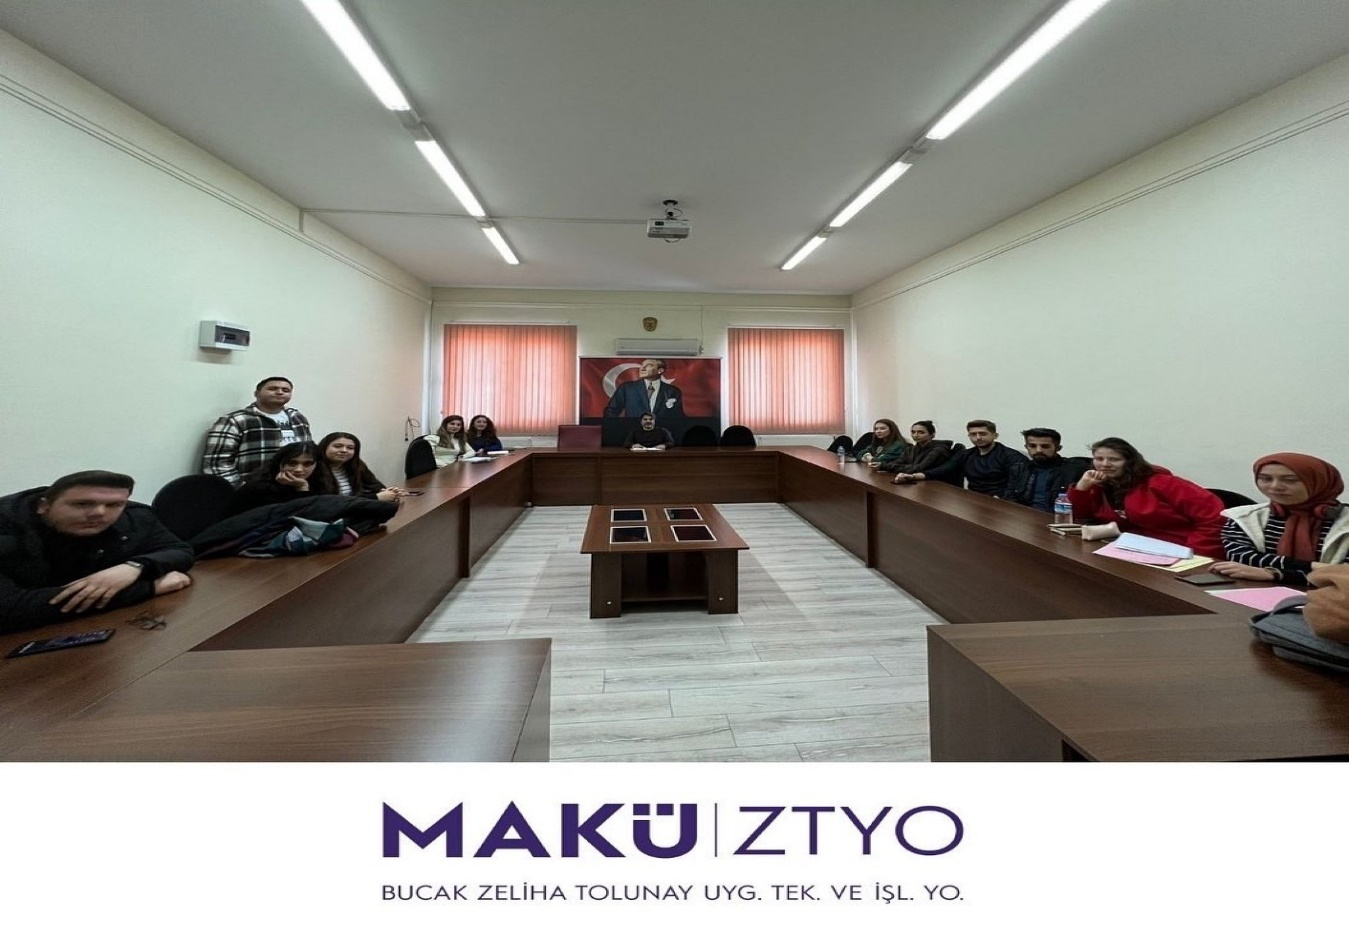 MAKÜ | ZTYO
BUCAK ZELİHA TOLUNAY UYG. TEK. VE İŞL. YO.